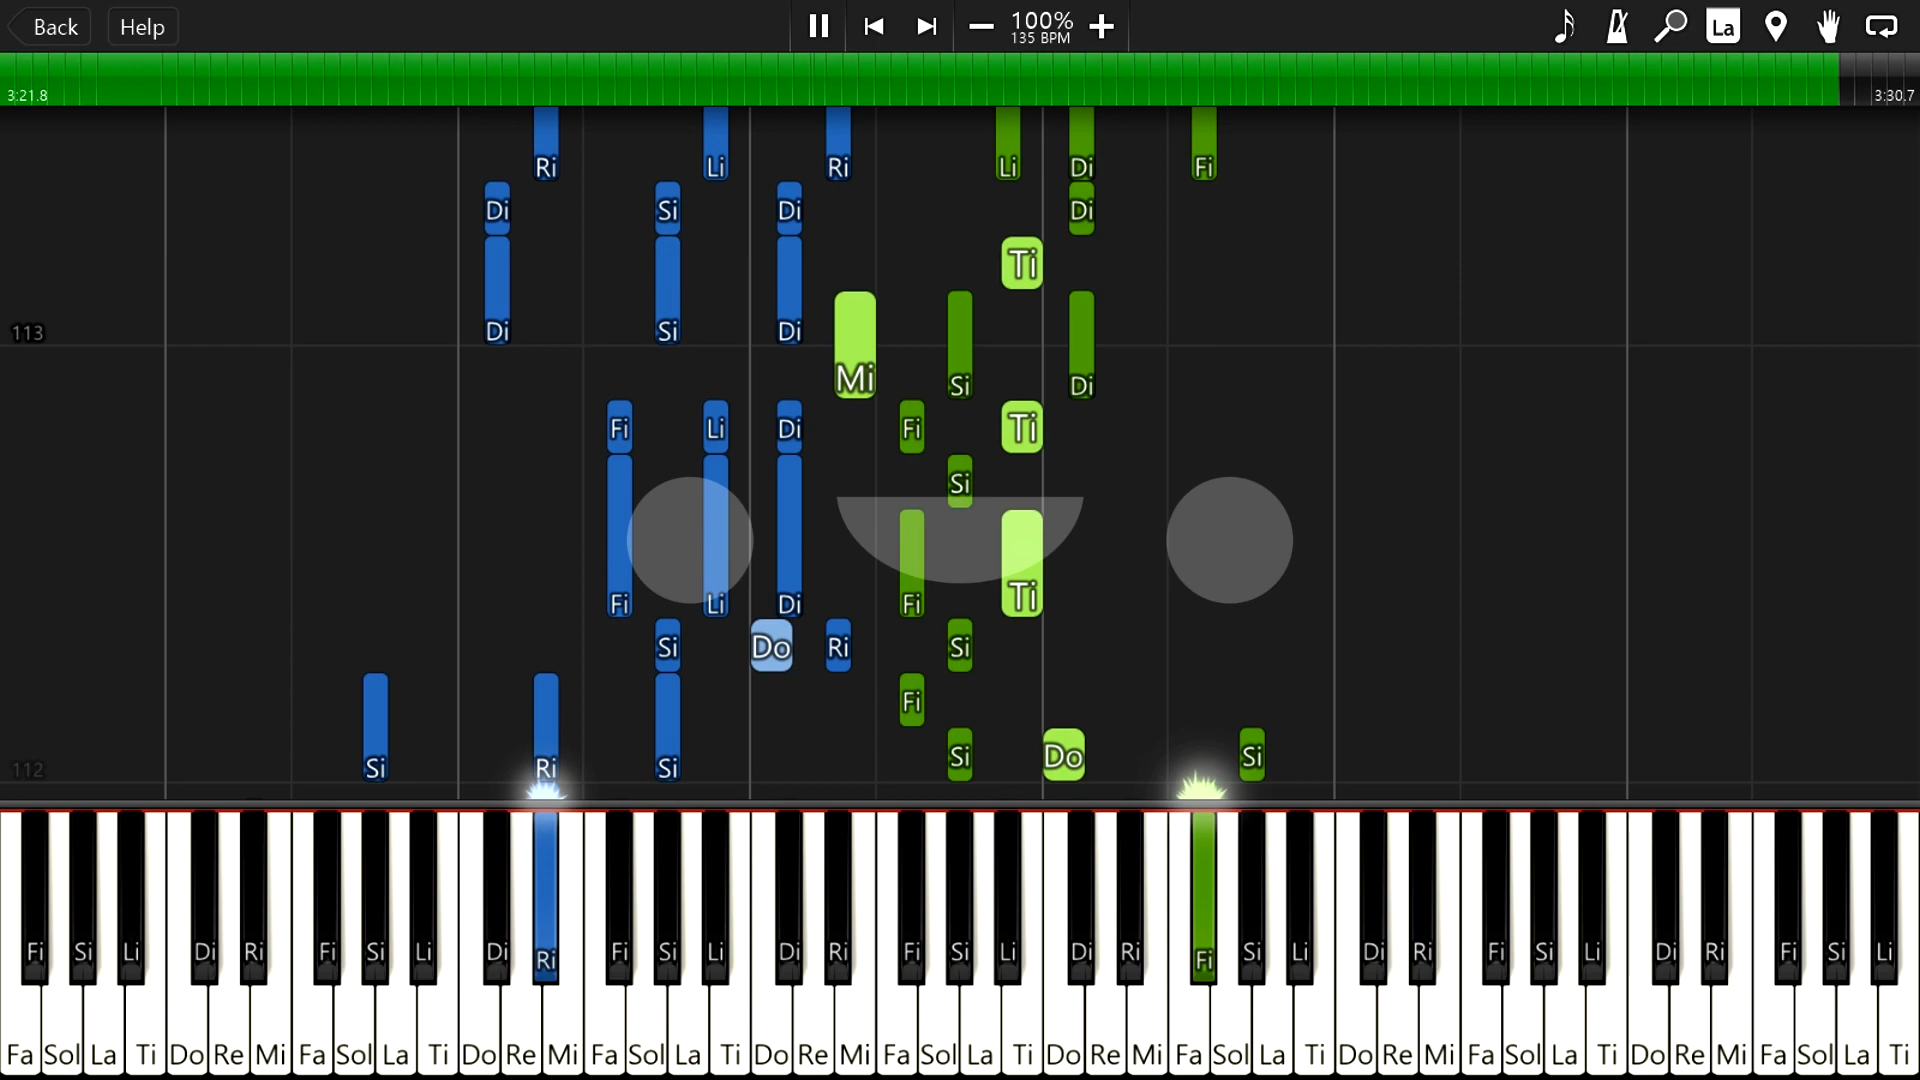 Back Help 100% La
135 BPM
3:21.8 3:30.7
Ri Li Ri Li Di Fi
Di Si Di Di
Ti
113 Di Si Di
Mi Si Di
Fi Li Di Fi Ti
Si
Fi Li Di Fi Ti
Si Do Ri Si
Fi
Si Do Si
112 Si Ri Si
Fi Si Li Di Ri Fi Si Li Di Ri Fi Si Li Di Ri Fi Si Li Di Ri Fi Si Li Di Ri Fi Si Li Di Ri Fi Si Li
Fa Sol La Ti Do Re Mi Fa Sol La Ti Do Re Mi Fa Sol La Ti Do Re Mi Fa Sol La Ti Do Re Mi Fa Sol La Ti Do Re Mi Fa Sol La Ti Do Re Mi Fa Sol La Ti